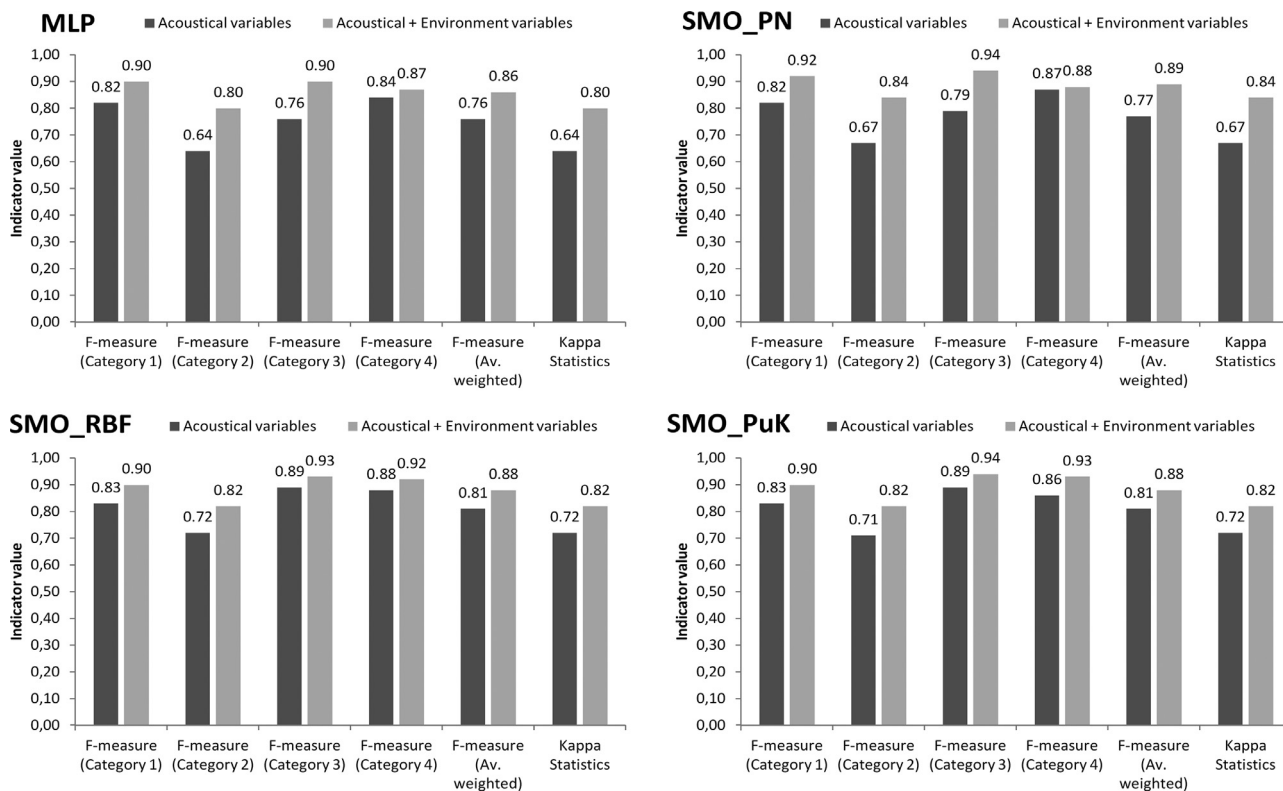 MLP
Acoustical variables
Acoustical + Environment variables
Indicator value
1,00
0,90
0,80
0,70
0,60
0,50
0,40
0,30
0,20
0,10
0,00
0.82
0.90
0.64
0.80
0.76
0.90
0.84
0.87
0.76
0.86
0.64
0.80
F-measure
(Category 1)
F-measure
(Category 2)
F-measure
(Category 3)
F-measure
(Category 4)
F-measure
(Av.
weighted)
Kappa
Statistics
SMO_PN
Acoustical variables
Acoustical + Environment variables
Indicator value
1,00
0,90
0,80
0,70
0,60
0,50
0,40
0,30
0,20
0,10
0,00
0.82
0.92
0.67
0.84
0.79
0.94
0.87
0.88
0.77
0.89
0.67
0.84
F-measure
(Category 1)
F-measure
(Category 2)
F-measure
(Category 3)
F-measure
(Category 4)
F-measure
(Av.
weighted)
Kappa
Statistics
SMO_RBF
Acoustical variables
Acoustical + Environment variables
Indicator value
1,00
0,90
0,80
0,70
0,60
0,50
0,40
0,30
0,20
0,10
0,00
0.83
0.90
0.72
0.82
0.89
0.93
0.88
0.92
0.81
0.88
0.72
0.82
F-measure
(Category 1)
F-measure
(Category 2)
F-measure
(Category 3)
F-measure
(Category 4)
F-measure
(Av.
weighted)
Kappa
Statistics
SMO_PuK
Acoustical variables
Acoustical + Environment variables
Indicator value
1,00
0,90
0,80
0,70
0,60
0,50
0,40
0,30
0,20
0,10
0,00
0.83
0.90
0.71
0.82
0.89
0.94
0.86
0.93
0.81
0.88
0.72
0.82
F-measure
(Category 1)
F-measure
(Category 2)
F-measure
(Category 3)
F-measure
(Category 4)
F-measure
(Av.
weighted)
Kappa
Statistics